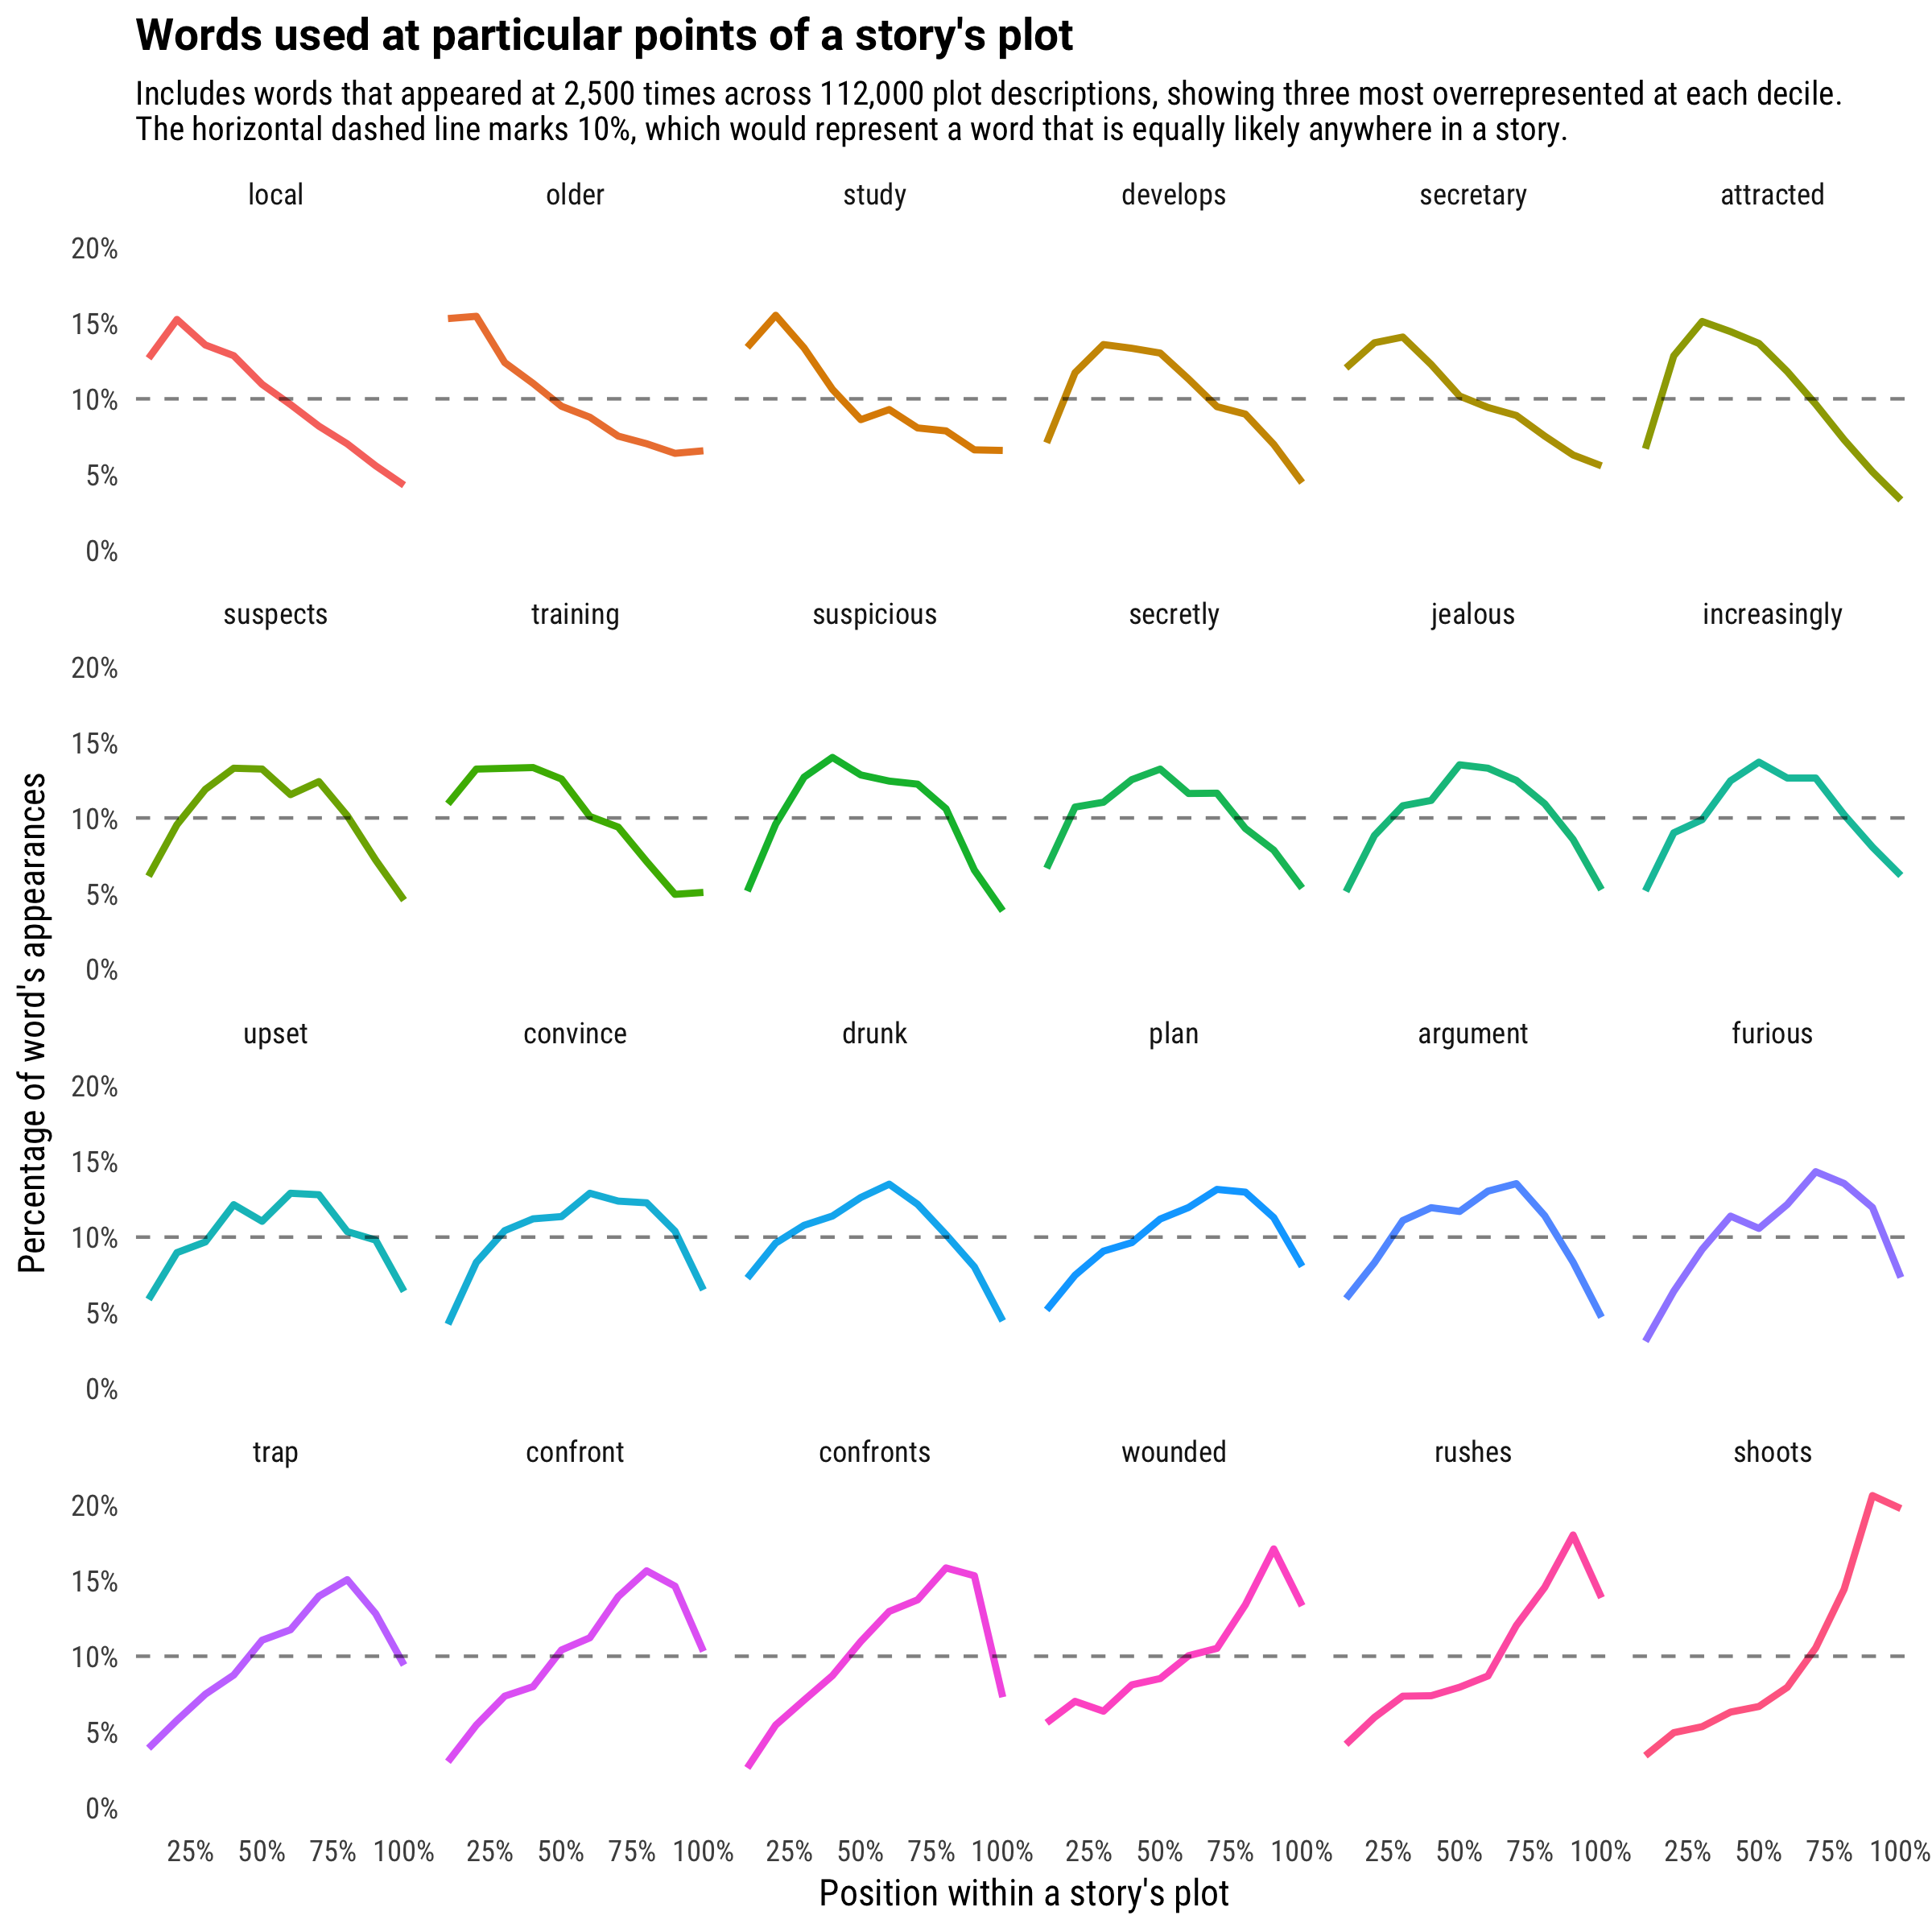 Words used at particular points of a story's plot
Includes words that appeared at 2,500 times across 112,000 plot descriptions, showing three most overrepresented at each decile.
The horizontal dashed line marks 10%, which would represent a word that is equally likely anywhere in a story.
local older study develops secretary attracted
20%
15%
10%
5%
0%
suspects training suspicious secretly jealous increasingly
20%
15%
10%
5%
0%
upset convince drunk plan argument furious
20%
15%
10%
5%
0%
trap confront confronts wounded rushes shoots
20%
15%
10%
5%
0%
25% 50% 75% 100% 25% 50% 75% 100% 25% 50% 75% 100% 25% 50% 75% 100% 25% 50% 75% 100% 25% 50% 75% 100%
Position within a story's plot
Percentage of word's appearances